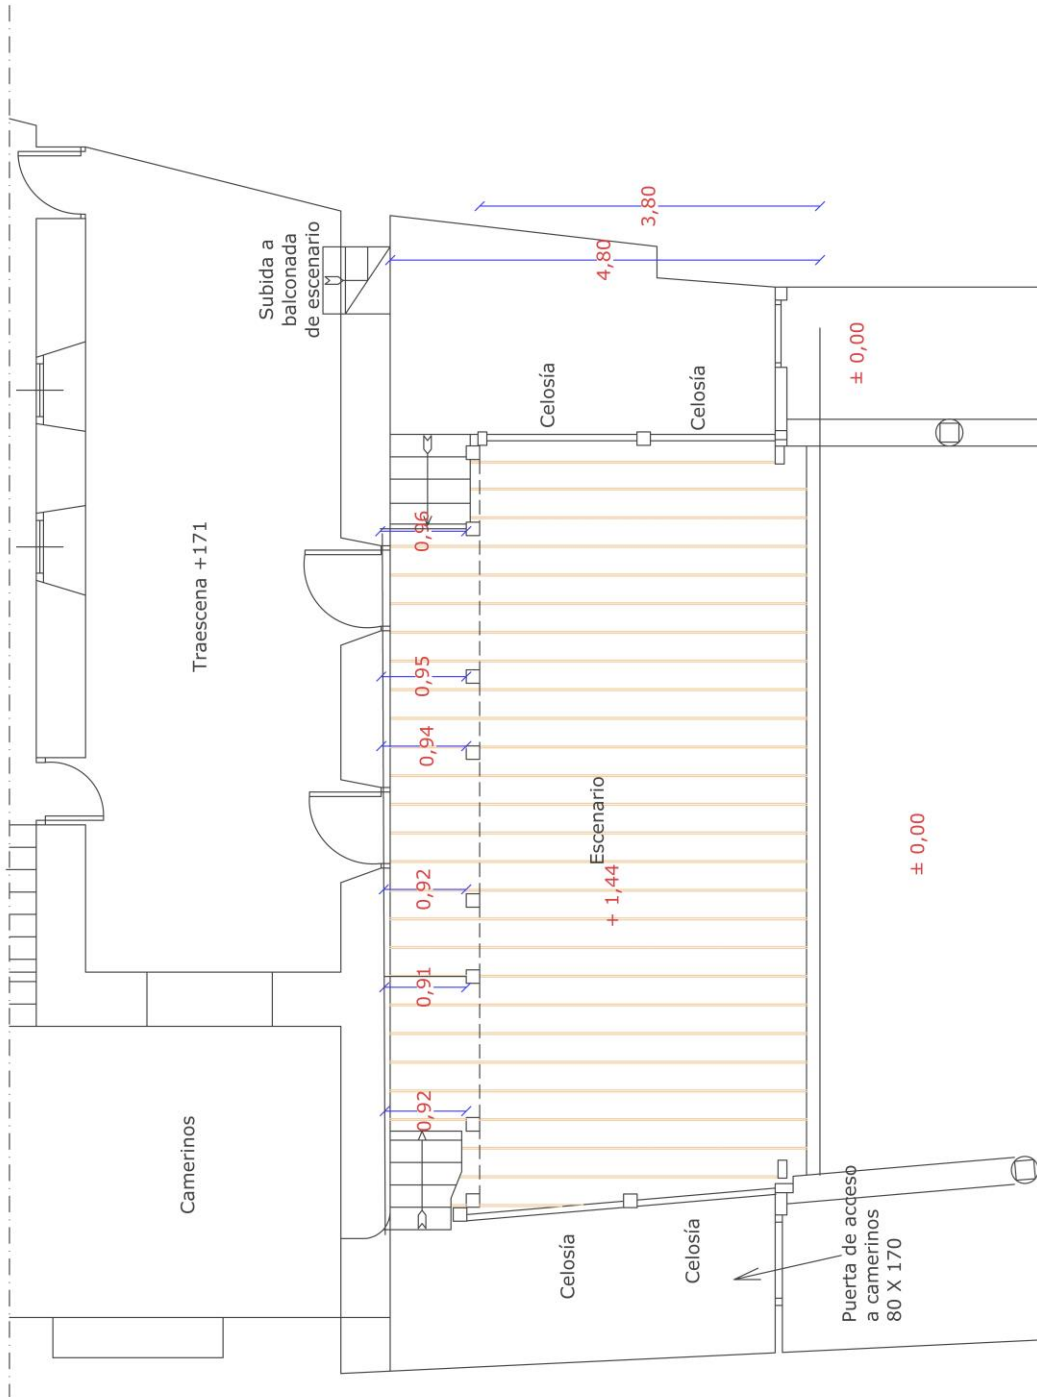 Subida a
balconada
de escenario
Traescena +171
Camerinos
3,80
4,80
Celosía
Celosía
± 0,00
0,96
0,95
0,94
0,92
0,91
0,92
Escenario
+ 1,44
± 0,00
Celosía
Celosía
Puerta de acceso
a camerinos
80 X 170